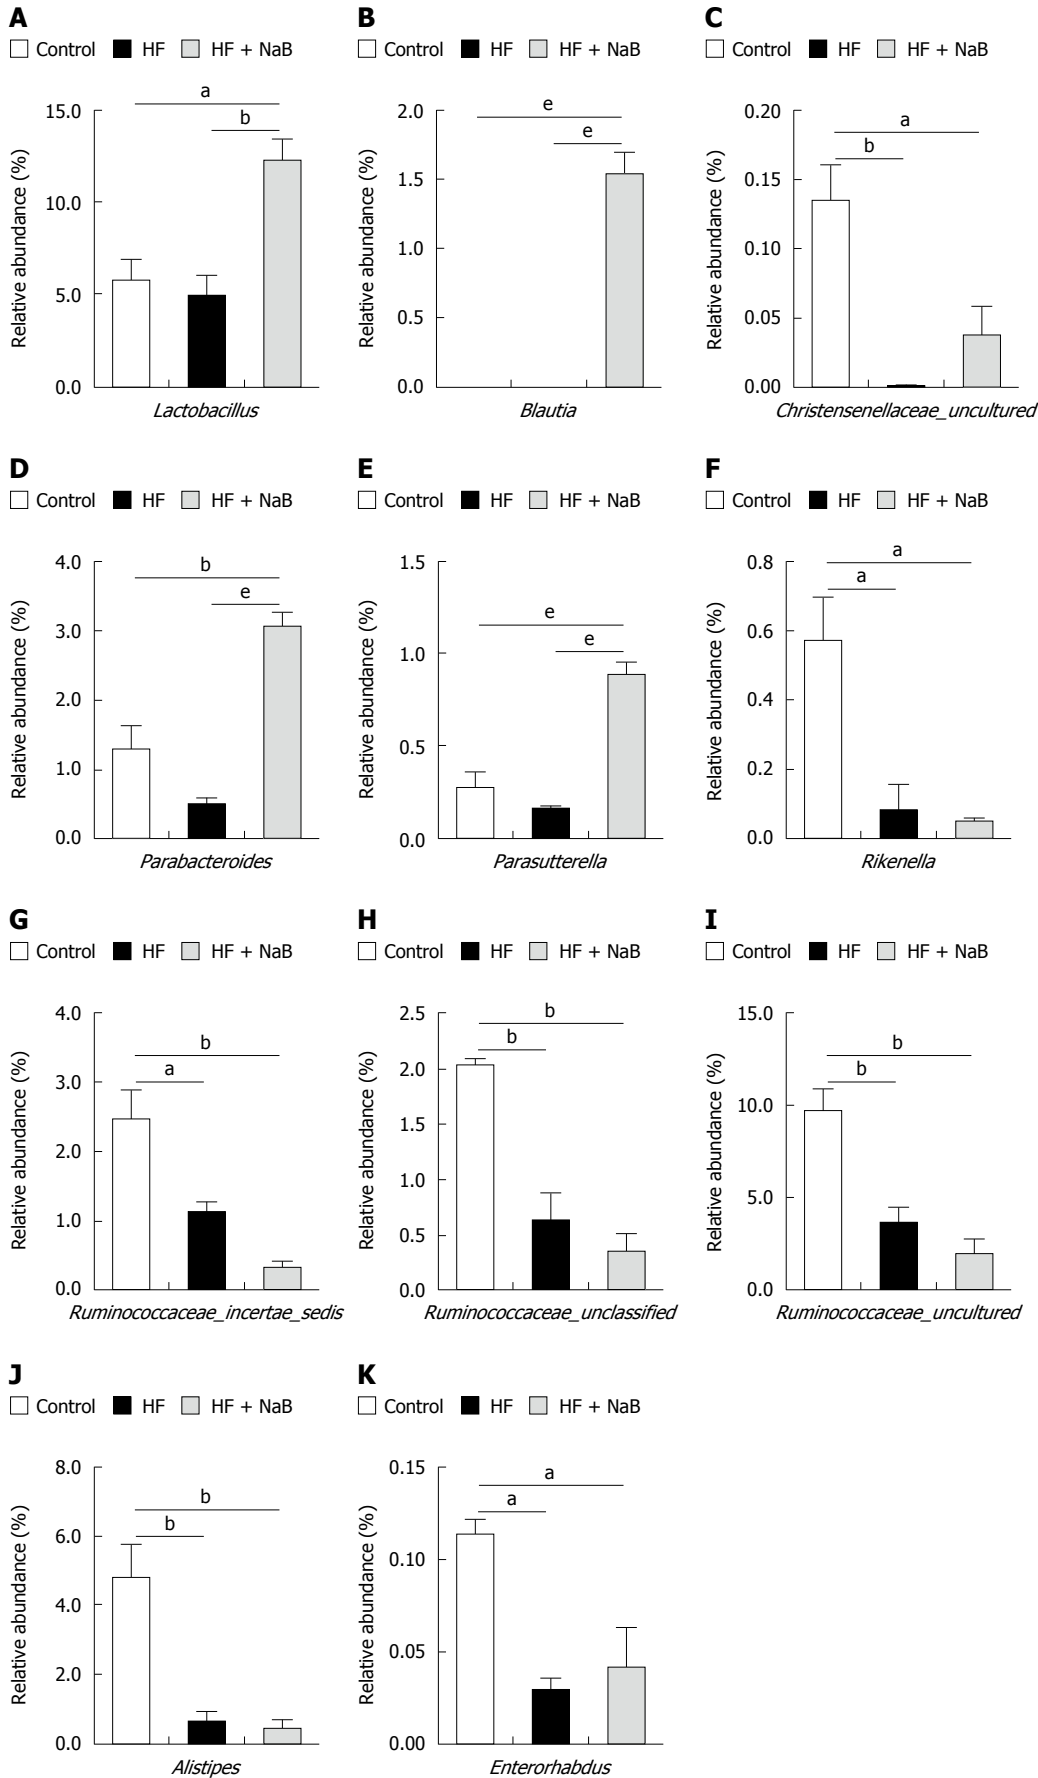 A
Control HF HF + NaB
a
b
Relative abundance (%)
15.0
10.0
5.0
0.0
Lactobacillus
B
Control HF HF + NaB
e
e
Relative abundance (%)
2.0
1.5
1.0
0.5
0.0
Blautia
C
Control HF HF + NaB
a
b
Relative abundance (%)
0.20
0.15
0.10
0.05
0.00
Christensenellaceae_uncultured
D
Control HF HF + NaB
b
e
Relative abundance (%)
4.0
3.0
2.0
1.0
0.0
Parabacteroides
E
Control HF HF + NaB
e
e
Relative abundance (%)
1.5
1.0
0.5
0.0
Parasutterella
F
Control HF HF + NaB
a
a
Relative abundance (%)
0.8
0.6
0.4
0.2
0.0
Rikenella
G
Control HF HF + NaB
b
a
Relative abundance (%)
4.0
3.0
2.0
1.0
0.0
Ruminococcaceae_incertae_sedis
H
Control HF HF + NaB
b
b
Relative abundance (%)
2.5
2.0
1.5
1.0
0.5
0.0
Ruminoccaceae_unclassified
I
Control HF HF + NaB
b
b
Relative abundance (%)
15.0
10.0
5.0
0.0
Ruminococcaceae_uncultured
J
Control HF HF + NaB
b
b
Relative abundance (%)
8.0
6.0
4.0
2.0
0.0
Alistipes
K
Control HF HF + NaB
a
a
Relative abundance (%)
0.15
0.10
0.05
0.00
Enterorhabdus